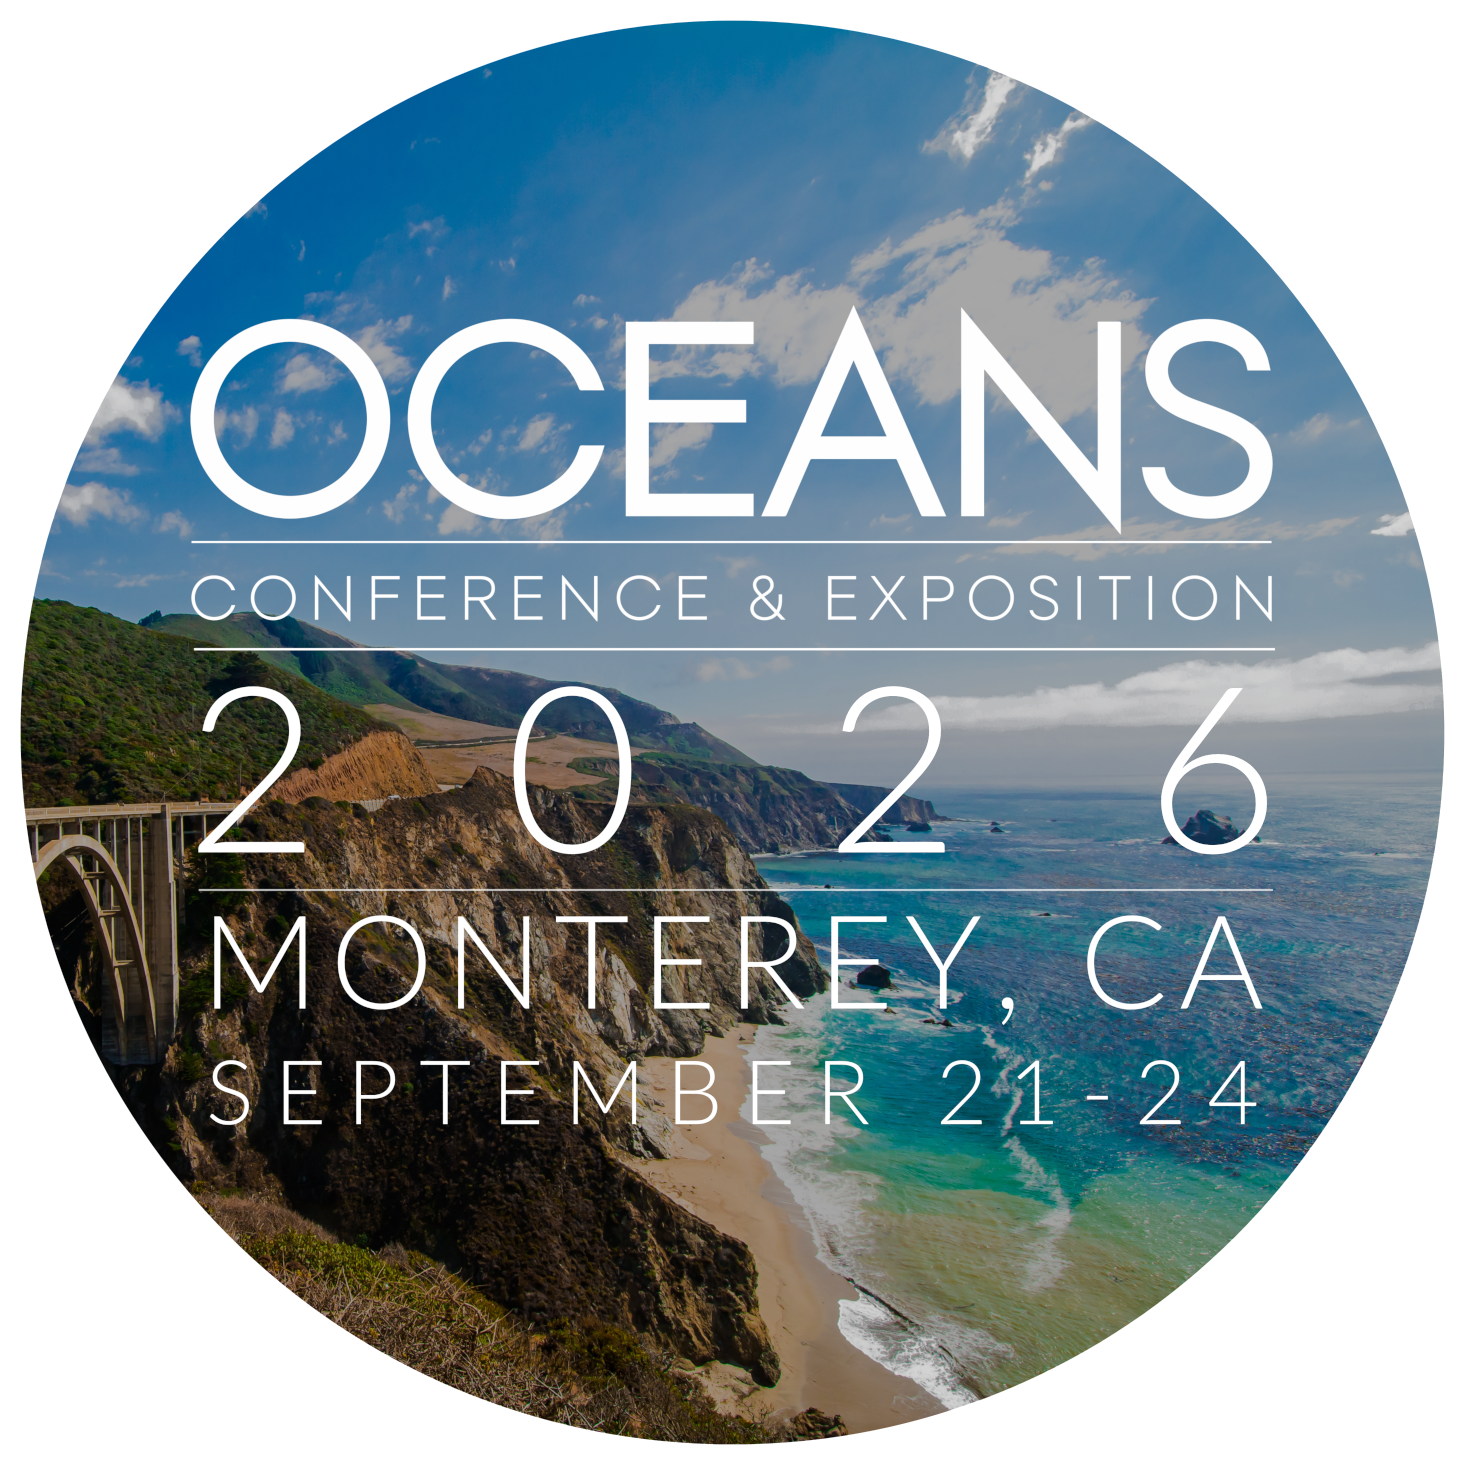 OCEANS
CONFERENCE & EXPOSITION
2026
MONTEREY, CA
SEPTEMBER 21-24